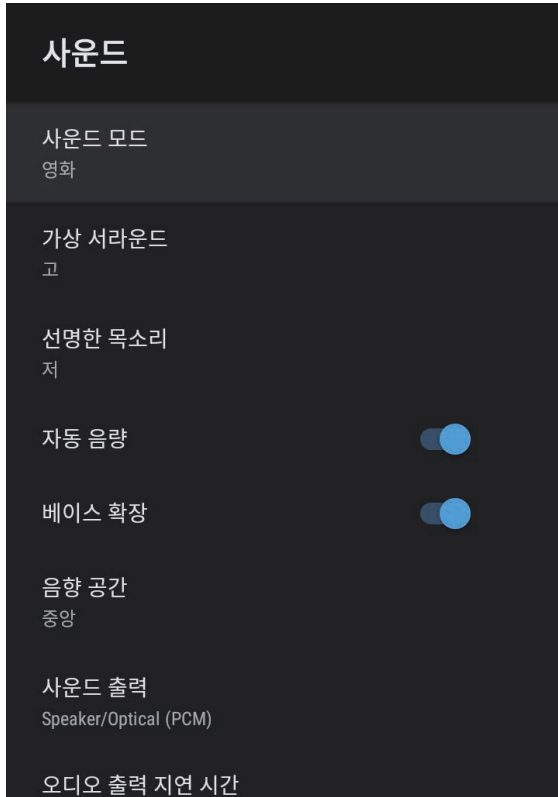 사운드
사운드 모드
영화
가상 서라운드
고
선명한 목소리
저
자동 음량
베이스 확장
음향 공간
중앙
사운드 출력
Speaker/Optical (PCM)
오디오 출력 지연 시간